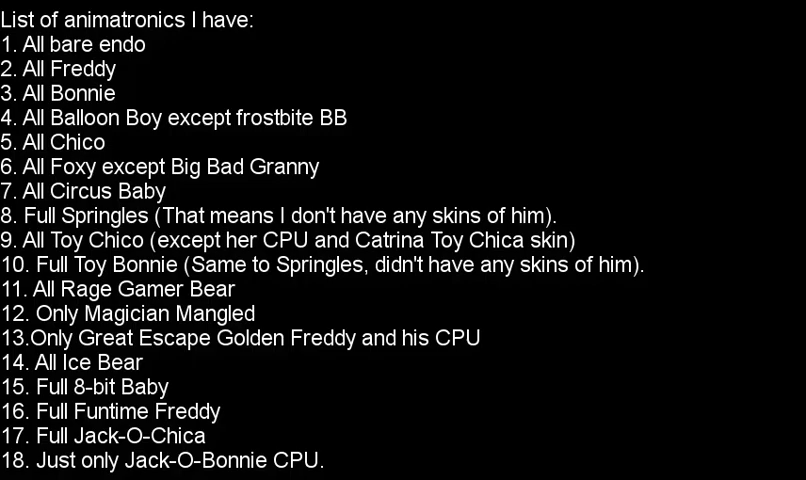 List of animatronics I have:
1. All bare endo
2. All Freddy
3. All Bonnie
4. All Balloon Boy except frostbite BB
5. All Chico
6. All Foxy except Big Bad Granny
7. All Circus Baby
8. Full Springles (That means I don't have any skins of him).
9. All Toy Chico (except her CPU and Catrina Toy Chica skin)
10. Full Toy Bonnie (Same to Springles, didn't have any skins of him).
11. All Rage Gamer Bear
12. Only Magician Mangled
13.Only Great Escape Golden Freddy and his CPU
14. All Ice Bear
15. Full 8-bit Baby
16. Full Funtime Freddy
17. Full Jack-O-Chica
18. Just only Jack-O-Bonnie CPU.